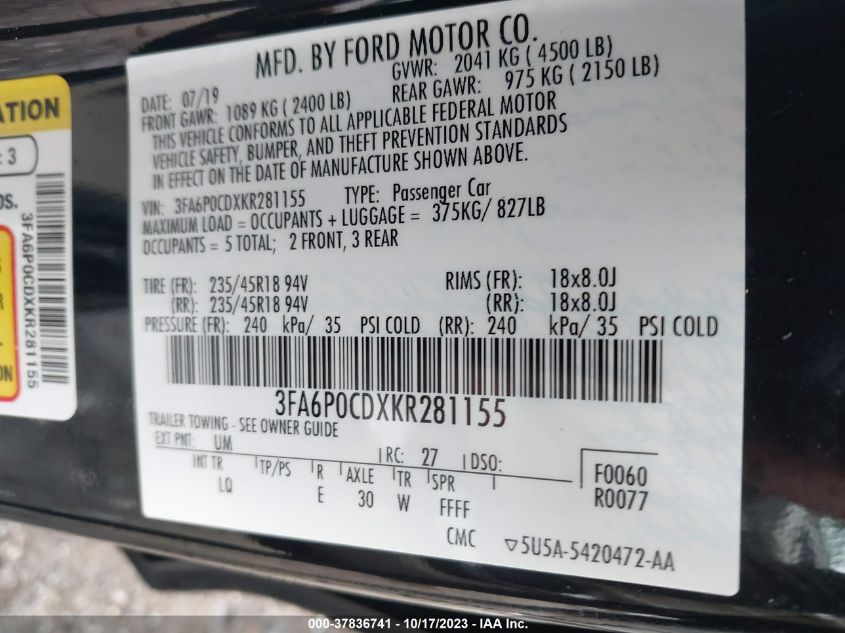 MFD. BY FORD MOTOR CO.
DATE: 07/19 GVWR: 2041 KG ( 4500 LB)
FRONT GAWR: 1089 KG ( 2400 LB) REAR GAWR: 975 KG ( 2150 LB)
THIS VEHICLE CONFORMS TO ALL APPLICABLE FEDERAL MOTOR
VEHICLE SAFETY, BUMPER, AND THEFT PREVENTION STANDARDS
IN EFFECT ON THE DATE OF MANUFACTURE SHOWN ABOVE.
VIN: 3FA6P0CDXKR281155 TYPE: Passenger Car
MAXIMUM LOAD = OCCUPANTS + LUGGAGE = 375KG/ 827LB
OCCUPANTS = 5 TOTAL; 2 FRONT, 3 REAR
TIRE (FR): 235/45R18 94V RIMS (FR): 18x8.0J
(RR): 235/45R18 94V (RR): 18x8.0J
PRESSURE (FR): 240 kPa/ 35 PSI COLD (RR): 240 kPa/ 35 PSI COLD
3FA6P0CDXKR281155
TRAILER TOWING - SEE OWNER GUIDE
EXT PNT: UM RC: 27 DSO:
INT TR TP/PS R AXLE TR SPR F0060
LQ E 30 W FFFF R0077
CMC ▽5U5A-5420472-AA
ATION
: 3
DS.
3FA6P0CDXKR281155
R
ON
000-37836741 - 10/17/2023 - IAA Inc.